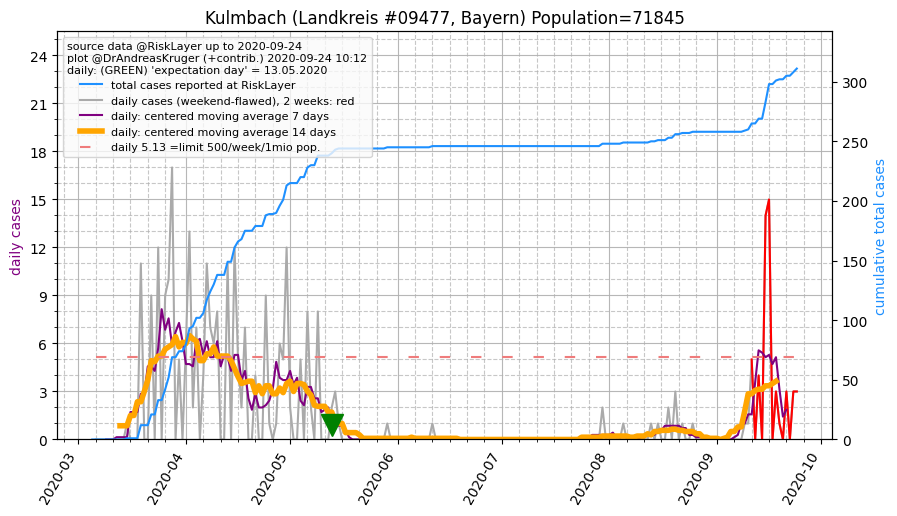 Kulmbach (Landkreis #09477, Bayern) Population=71845
source data @RiskLayer up to 2020-09-24
plot @DrAndreasKruger (+contrib.) 2020-09-24 10:12
daily: (GREEN) 'expectation day' = 13.05.2020
total cases reported at RiskLayer
daily cases (weekend-flawed), 2 weeks: red
daily: centered moving average 7 days
daily: centered moving average 14 days
daily 5.13 =limit 500/week/1mio pop.
daily cases
24
21
18
15
12
9
6
3
0
cumulative total cases
300
250
200
150
100
50
0
2020-03
2020-04
2020-05
2020-06
2020-07
2020-08
2020-09
2020-10